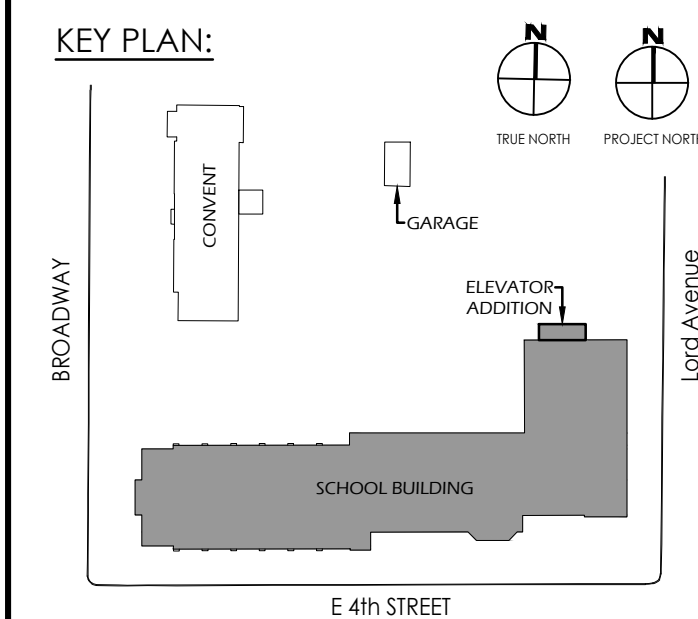 KEY PLAN:
N
N
TRUE NORTH
PROJECT NORTH
CONVENT
GARAGE
ELEVATOR
ADDITION
BROADWAY
Lord Avenue
SCHOOL BUILDING
E 4th STREET